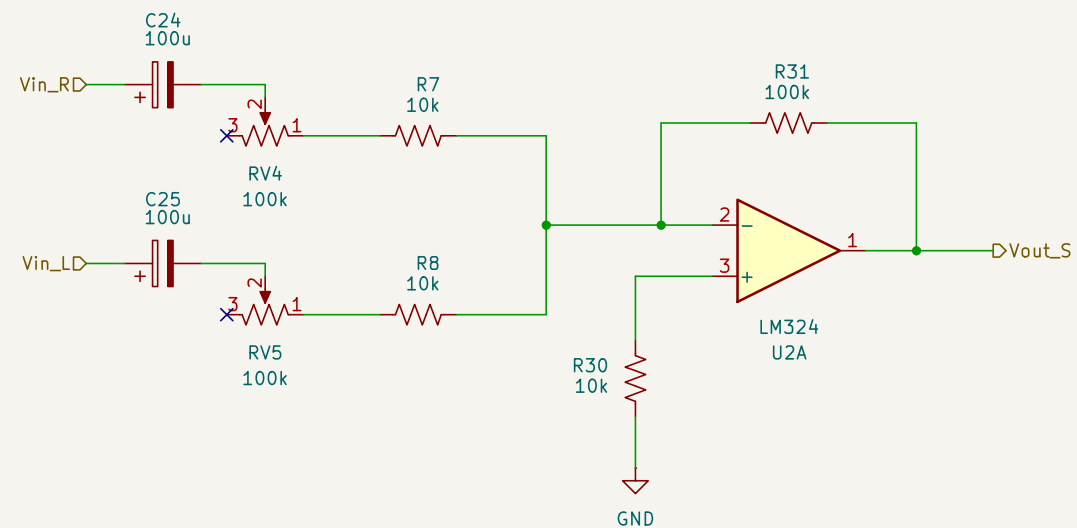 C24
100u
Vin_R
+
2
3
1
RV4
100k
R7
10k
C25
100u
Vin_L
+
2
3
1
RV5
100k
R8
10k
R31
100k
2
−
3
+
1
Vout_S
LM324
U2A
R30
10k
GND